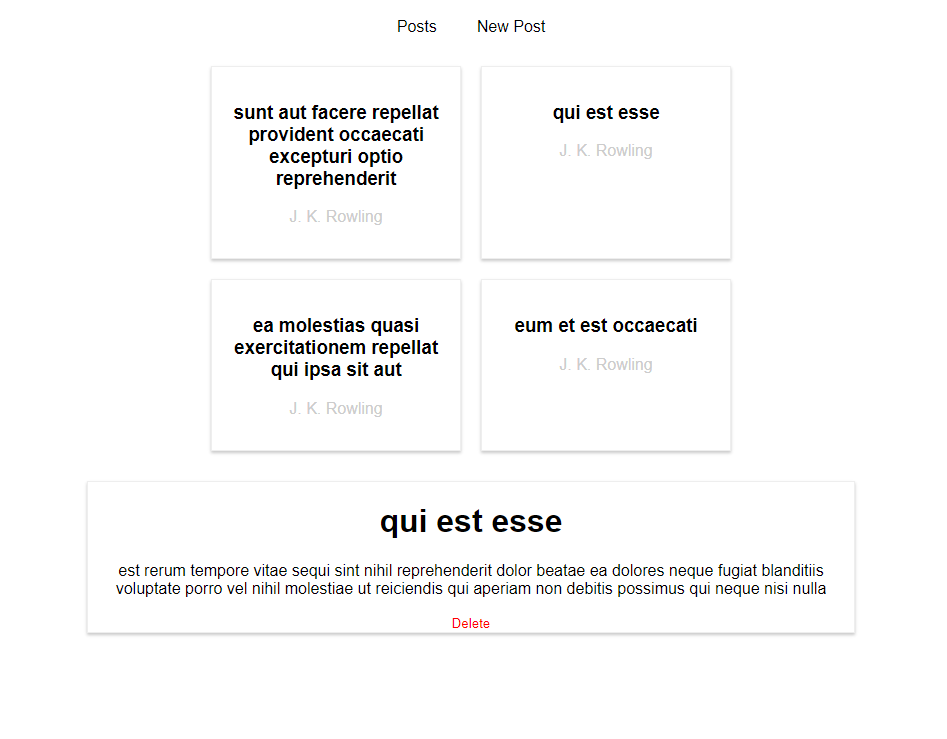 Posts New Post
sunt aut facere repellat
provident occaecati
excepturi optio
reprehenderit
J. K. Rowling
qui est esse
J. K. Rowling
ea molestias quasi
exercitationem repellat
qui ipsa sit aut
J. K. Rowling
eum et est occaecati
J. K. Rowling
qui est esse
est rerum tempore vitae sequi sint nihil reprehenderit dolor beatae ea dolores neque fugiat blanditiis
voluptate porro vel nihil molestiae ut reiciendis qui aperiam non debitis possimus qui neque nisi nulla
Delete